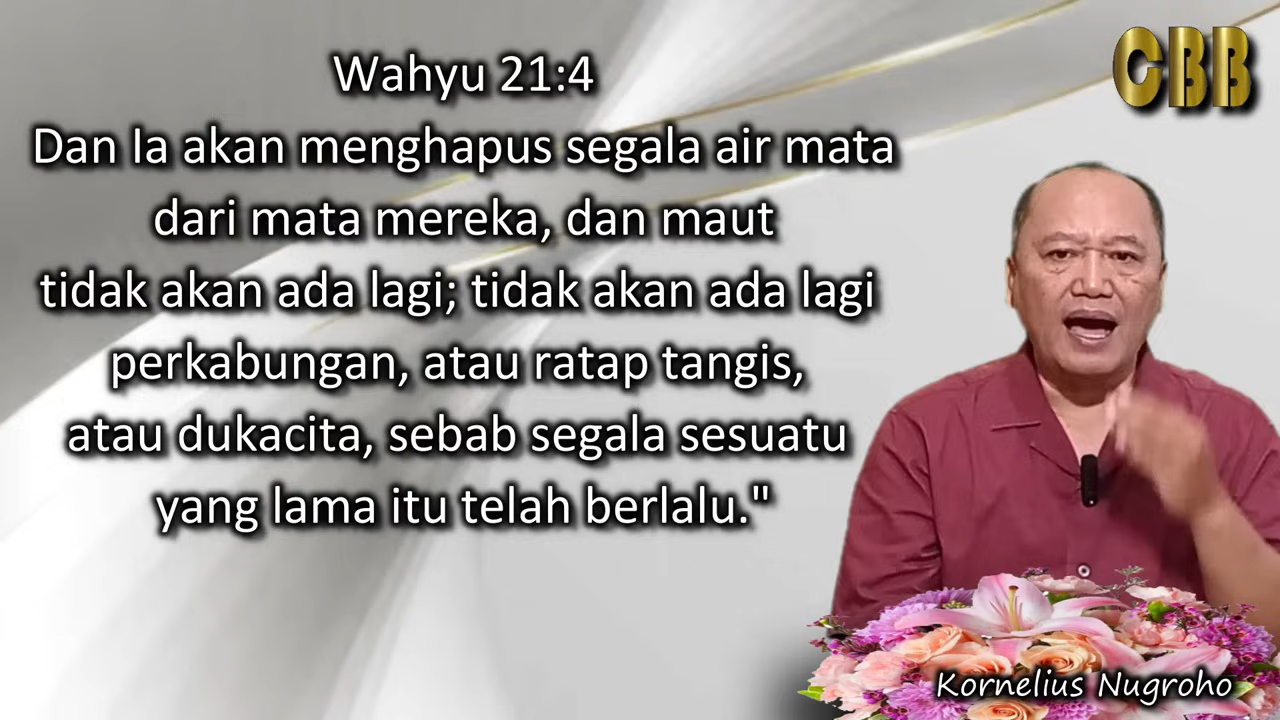 Wahyu 21:4
Dan Ia akan menghapus segala air mata
dari mata mereka, dan maut
tidak akan ada lagi; tidak akan ada lagi
perkabungan, atau ratap tangis,
atau dukacita, sebab segala sesuatu
yang lama itu telah berlalu."
CBB
Kornelius Nugroho